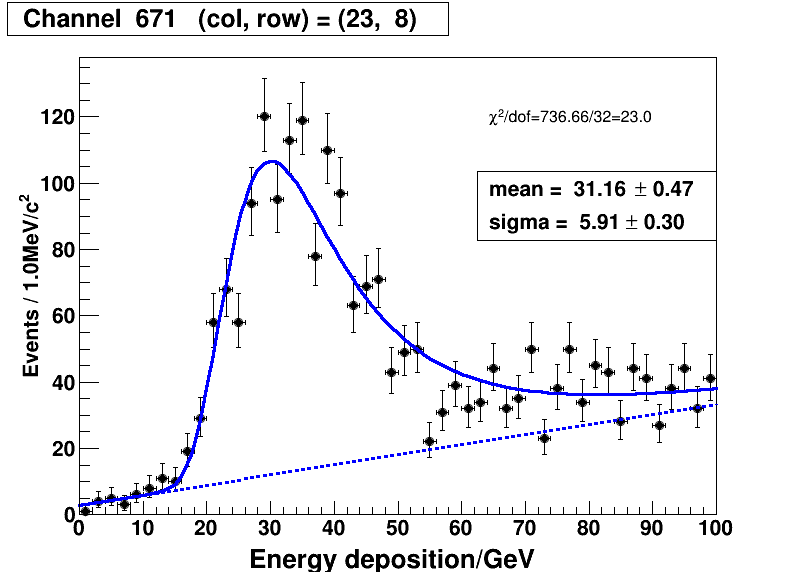 Channel 671 (col, row) = (23, 8)
χ²/dof=736.66/32=23.0
mean = 31.16 ± 0.47
sigma = 5.91 ± 0.30
Events / 1.0MeV/c²
120
100
80
60
40
20
0
0 10 20 30 40 50 60 70 80 90 100
Energy deposition/GeV